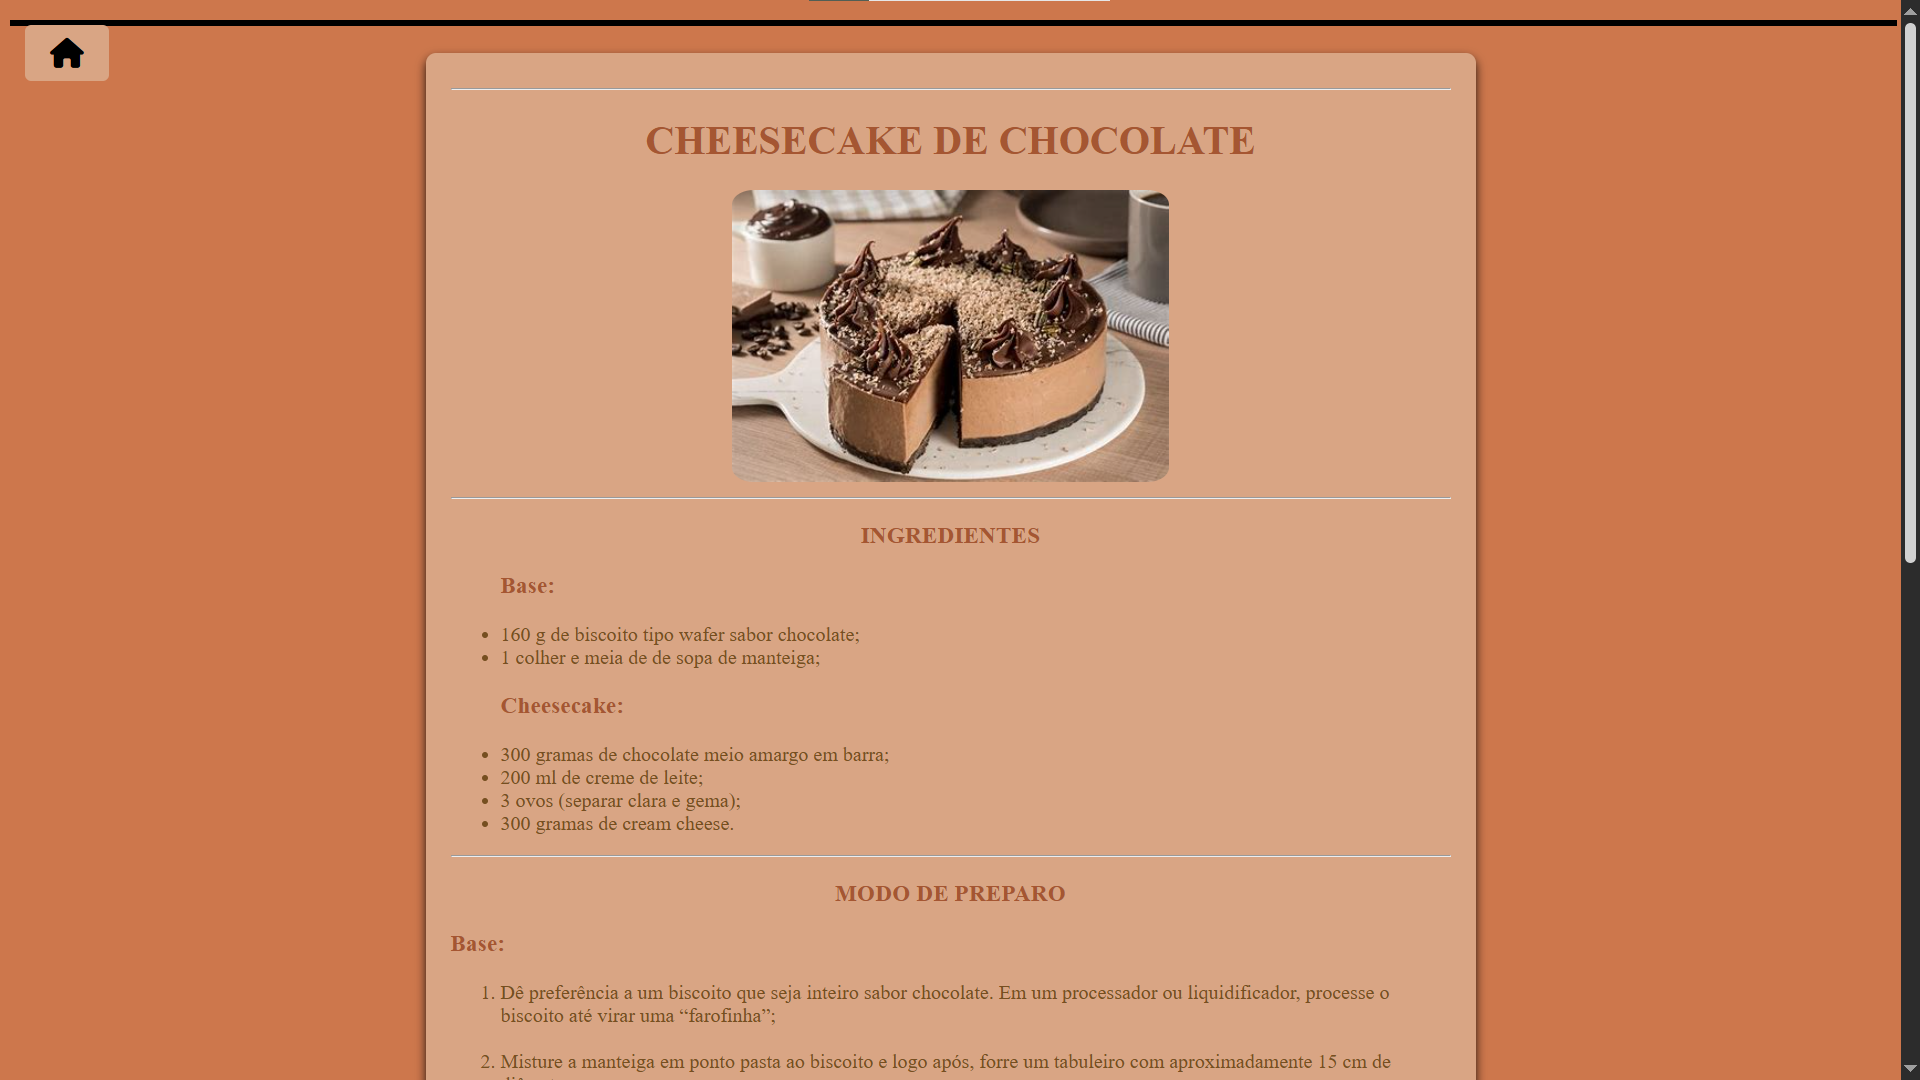 CHEESECAKE DE CHOCOLATE
INGREDIENTES
Base:
• 160 g de biscoito tipo wafer sabor chocolate;
• 1 colher e meia de de sopa de manteiga;
Cheesecake:
• 300 gramas de chocolate meio amargo em barra;
• 200 ml de creme de leite;
• 3 ovos (separar clara e gema);
• 300 gramas de cream cheese.
MODO DE PREPARO
Base:
1. Dê preferência a um biscoito que seja inteiro sabor chocolate. Em um processador ou liquidificador, processe o
biscoito até virar uma “farofinha”;
2. Misture a manteiga em ponto pasta ao biscoito e logo após, forre um tabuleiro com aproximadamente 15 cm de